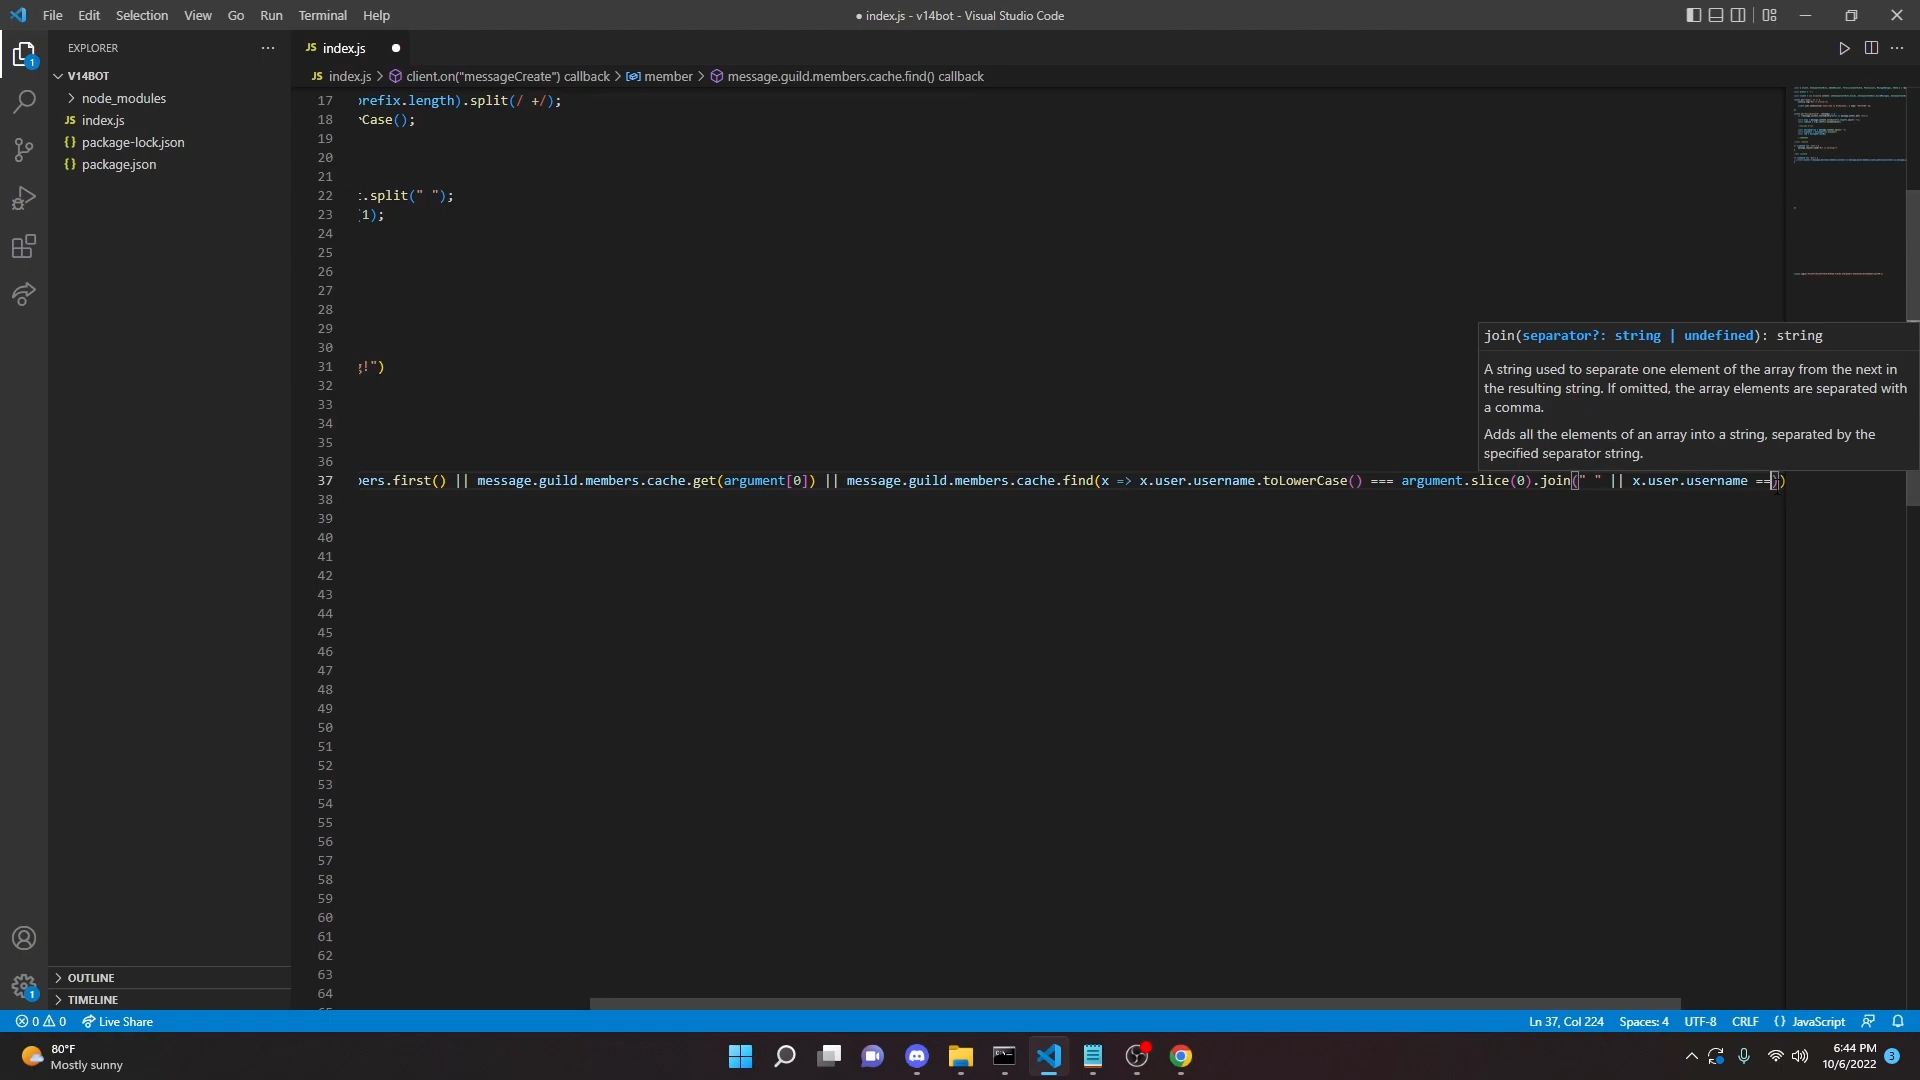 File Edit Selection View Go Run Terminal Help
● index.js - v14bot - Visual Studio Code
EXPLORER
JS index.js
V14BOT
node_modules
JS index.js
{} package-lock.json
{} package.json
JS index.js > client.on("messageCreate") callback > member > message.guild.members.cache.find() callback
17 prefix.length).split(/ +/);
18 rCase();
19
20
21
22 t.split(" ");
23 (1);
24
25
26
27
28
29
30
31 g!")
32
33
34
35
36
37 bers.first() || message.guild.members.cache.get(argument[0]) || message.guild.members.cache.find(x => x.user.username.toLowerCase() === argument.slice(0).join(" " || x.user.username ==))
38
39
40
41
42
43
44
45
46
47
48
49
50
51
52
53
54
55
56
57
58
59
60
61
62
63
64
join(separator?: string | undefined): string
A string used to separate one element of the array from the next in
the resulting string. If omitted, the array elements are separated with
a comma.
Adds all the elements of an array into a string, separated by the
specified separator string.
OUTLINE
TIMELINE
1
1
0 0 Live Share
Ln 37, Col 224 Spaces: 4 UTF-8 CRLF {} JavaScript
80°F
Mostly sunny
6:44 PM
10/6/2022
3